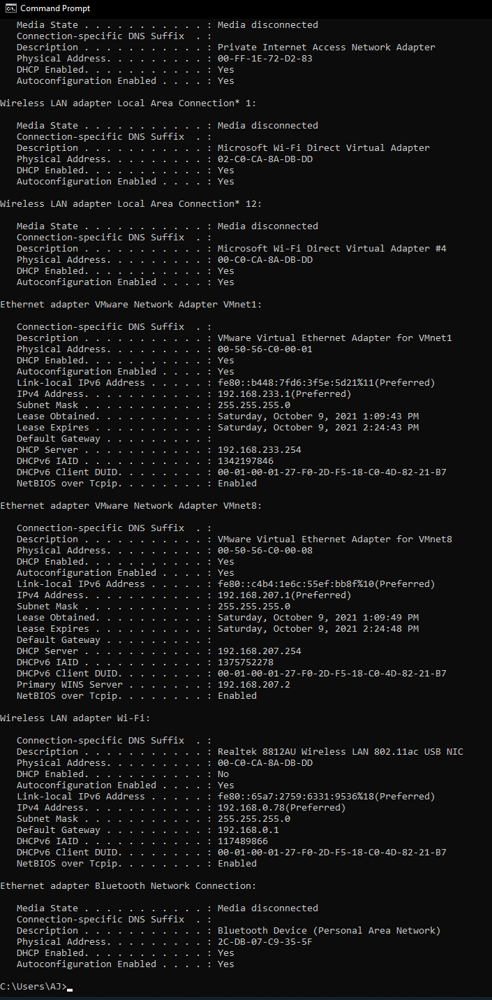 Command Prompt
Media State . . . . . . . . . . . : Media disconnected
Connection-specific DNS Suffix  . :
Description . . . . . . . . . . . : Private Internet Access Network Adapter
Physical Address. . . . . . . . . : 00-FF-1E-72-D2-83
DHCP Enabled. . . . . . . . . . . : Yes
Autoconfiguration Enabled . . . . : Yes
Wireless LAN adapter Local Area Connection* 1:
Media State . . . . . . . . . . . : Media disconnected
Connection-specific DNS Suffix  . :
Description . . . . . . . . . . . : Microsoft Wi-Fi Direct Virtual Adapter
Physical Address. . . . . . . . . : 02-C0-CA-8A-DB-DD
DHCP Enabled. . . . . . . . . . . : Yes
Autoconfiguration Enabled . . . . : Yes
Wireless LAN adapter Local Area Connection* 12:
Media State . . . . . . . . . . . : Media disconnected
Connection-specific DNS Suffix  . :
Description . . . . . . . . . . . : Microsoft Wi-Fi Direct Virtual Adapter #4
Physical Address. . . . . . . . . : 00-C0-CA-8A-DB-DD
DHCP Enabled. . . . . . . . . . . : Yes
Autoconfiguration Enabled . . . . : Yes
Ethernet adapter VMware Network Adapter VMnet1:
Connection-specific DNS Suffix  . :
Description . . . . . . . . . . . : VMware Virtual Ethernet Adapter for VMnet1
Physical Address. . . . . . . . . : 00-50-56-C0-00-01
DHCP Enabled. . . . . . . . . . . : Yes
Autoconfiguration Enabled . . . . : Yes
Link-local IPv6 Address . . . . . : fe80::b448:7fd6:3f5e:5d21%11(Preferred)
IPv4 Address. . . . . . . . . . . : 192.168.233.1(Preferred)
Subnet Mask . . . . . . . . . . . : 255.255.255.0
Lease Obtained. . . . . . . . . . : Saturday, October 9, 2021 1:09:43 PM
Lease Expires . . . . . . . . . . : Saturday, October 9, 2021 2:24:43 PM
Default Gateway . . . . . . . . . :
DHCP Server . . . . . . . . . . . : 192.168.233.254
DHCPv6 IAID . . . . . . . . . . . : 1342197846
DHCPv6 Client DUID. . . . . . . . : 00-01-00-01-27-F0-2D-F5-18-C0-4D-82-21-B7
NetBIOS over Tcpip. . . . . . . . : Enabled
Ethernet adapter VMware Network Adapter VMnet8:
Connection-specific DNS Suffix  . :
Description . . . . . . . . . . . : VMware Virtual Ethernet Adapter for VMnet8
Physical Address. . . . . . . . . : 00-50-56-C0-00-08
DHCP Enabled. . . . . . . . . . . : Yes
Autoconfiguration Enabled . . . . : Yes
Link-local IPv6 Address . . . . . : fe80::c4b4:1e6c:55ef:bb8f%10(Preferred)
IPv4 Address. . . . . . . . . . . : 192.168.207.1(Preferred)
Subnet Mask . . . . . . . . . . . : 255.255.255.0
Lease Obtained. . . . . . . . . . : Saturday, October 9, 2021 1:09:49 PM
Lease Expires . . . . . . . . . . : Saturday, October 9, 2021 2:24:48 PM
Default Gateway . . . . . . . . . :
DHCP Server . . . . . . . . . . . : 192.168.207.254
DHCPv6 IAID . . . . . . . . . . . : 1375752278
DHCPv6 Client DUID. . . . . . . . : 00-01-00-01-27-F0-2D-F5-18-C0-4D-82-21-B7
Primary WINS Server . . . . . . . : 192.168.207.2
NetBIOS over Tcpip. . . . . . . . : Enabled
Wireless LAN adapter Wi-Fi:
Connection-specific DNS Suffix  . :
Description . . . . . . . . . . . : Realtek 8812AU Wireless LAN 802.11ac USB NIC
Physical Address. . . . . . . . . : 00-C0-CA-8A-DB-DD
DHCP Enabled. . . . . . . . . . . : No
Autoconfiguration Enabled . . . . : Yes
Link-local IPv6 Address . . . . . : fe80::65a7:2759:6331:9536%18(Preferred)
IPv4 Address. . . . . . . . . . . : 192.168.0.78(Preferred)
Subnet Mask . . . . . . . . . . . : 255.255.255.0
Default Gateway . . . . . . . . . : 192.168.0.1
DHCPv6 IAID . . . . . . . . . . . : 117489866
DHCPv6 Client DUID. . . . . . . . : 00-01-00-01-27-F0-2D-F5-18-C0-4D-82-21-B7
NetBIOS over Tcpip. . . . . . . . : Enabled
Ethernet adapter Bluetooth Network Connection:
Media State . . . . . . . . . . . : Media disconnected
Connection-specific DNS Suffix  . :
Description . . . . . . . . . . . : Bluetooth Device (Personal Area Network)
Physical Address. . . . . . . . . : 2C-DB-07-C9-35-5F
DHCP Enabled. . . . . . . . . . . : Yes
Autoconfiguration Enabled . . . . : Yes
C:\Users\AJ>